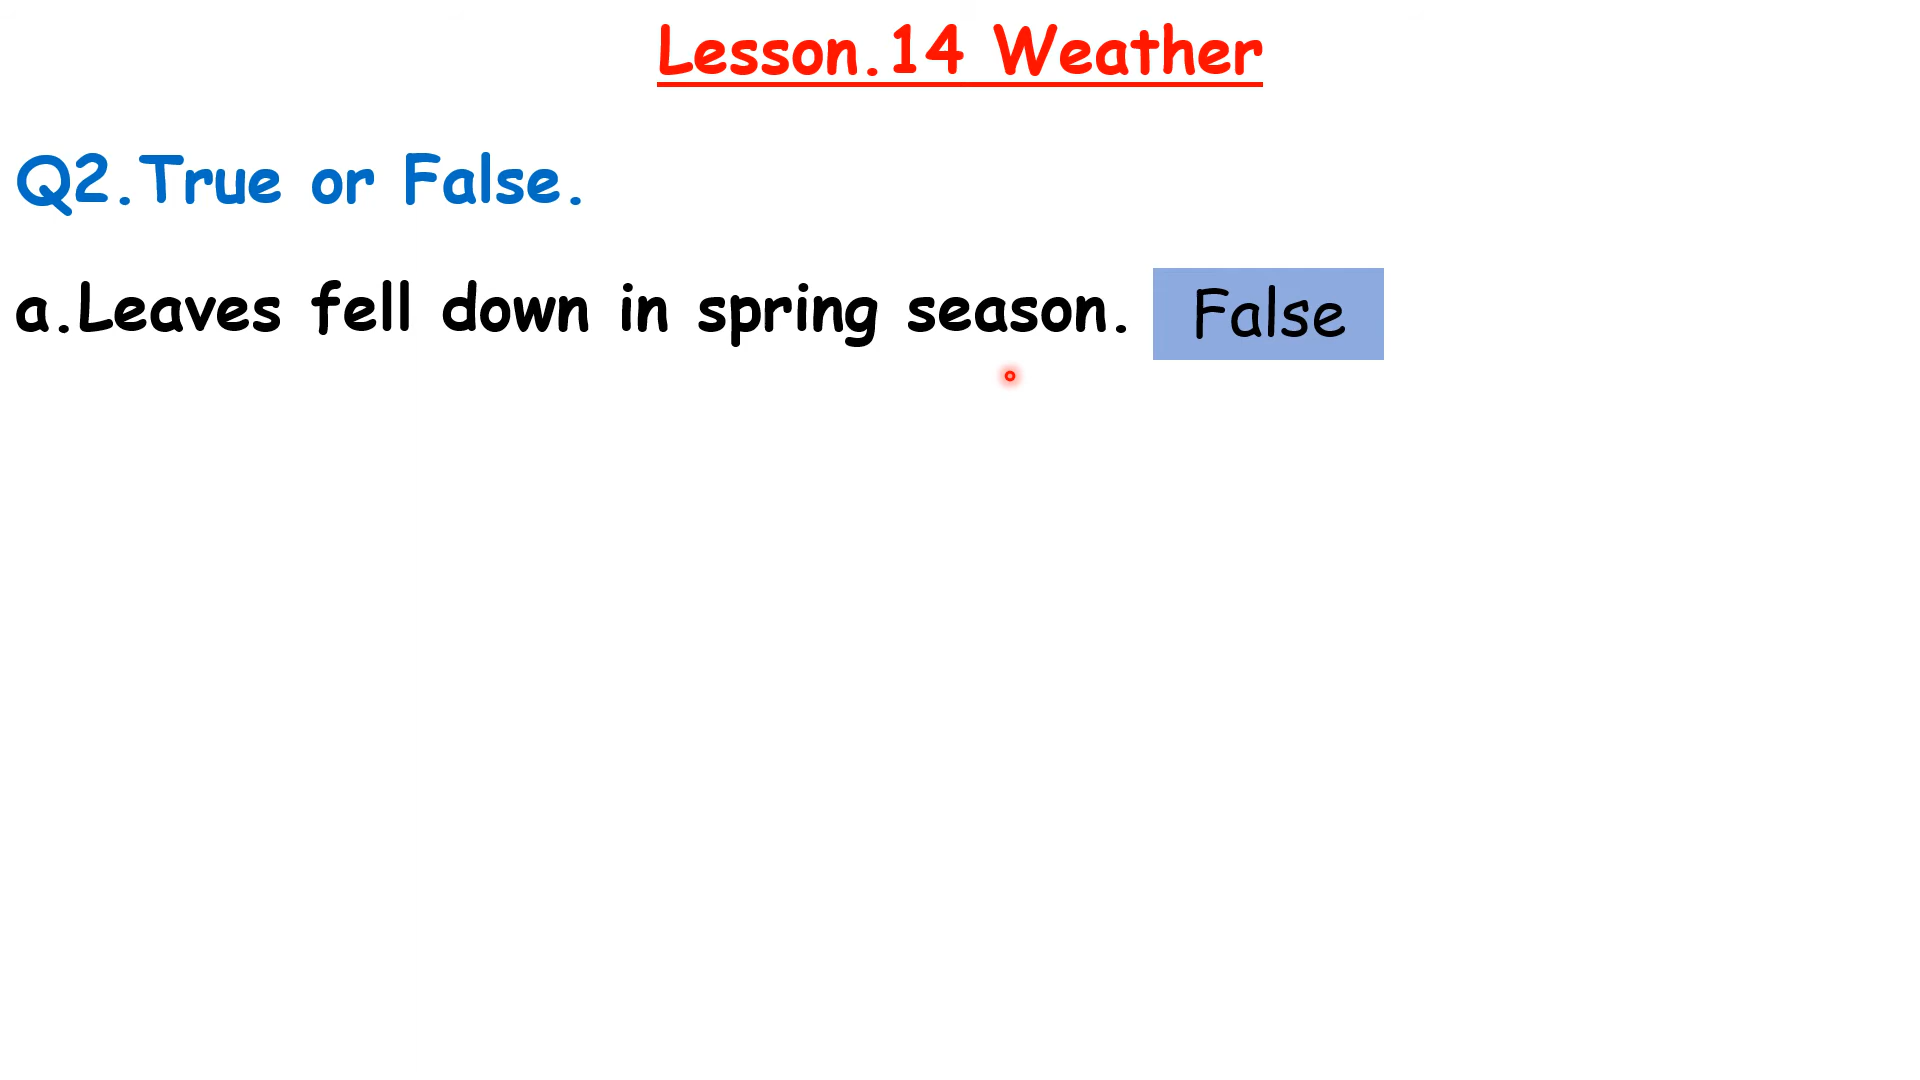 Lesson.14 Weather
Q2.True or False.
a.Leaves fell down in spring season. False